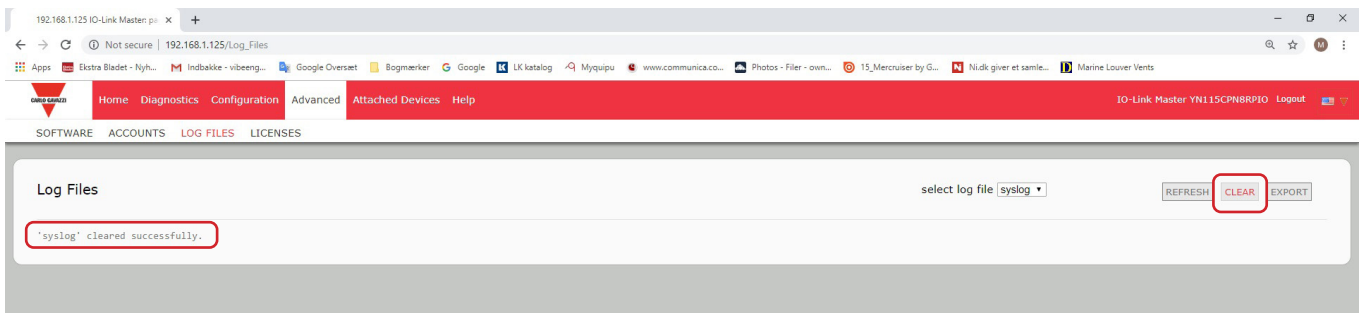 192.168.1.125 IO-Link Master: pa
Not secure | 192.168.1.125/Log_Files
M
Apps Ekstra Bladet - Nyh... Indbakke - vibeeng... Google Oversæt Bogmærker Google LK katalog Myquipu www.communica.co... Photos - Filer - own... 15_Mercruiser by G... Ni.dk giver et samle... Marine Louver Vents
CARLO GAVAZZI Home Diagnostics Configuration Advanced Attached Devices Help IO-Link Master YN115CPN8RPIO Logout
SOFTWARE ACCOUNTS LOG FILES LICENSES
Log Files select log file syslog REFRESH CLEAR EXPORT
'syslog' cleared successfully.